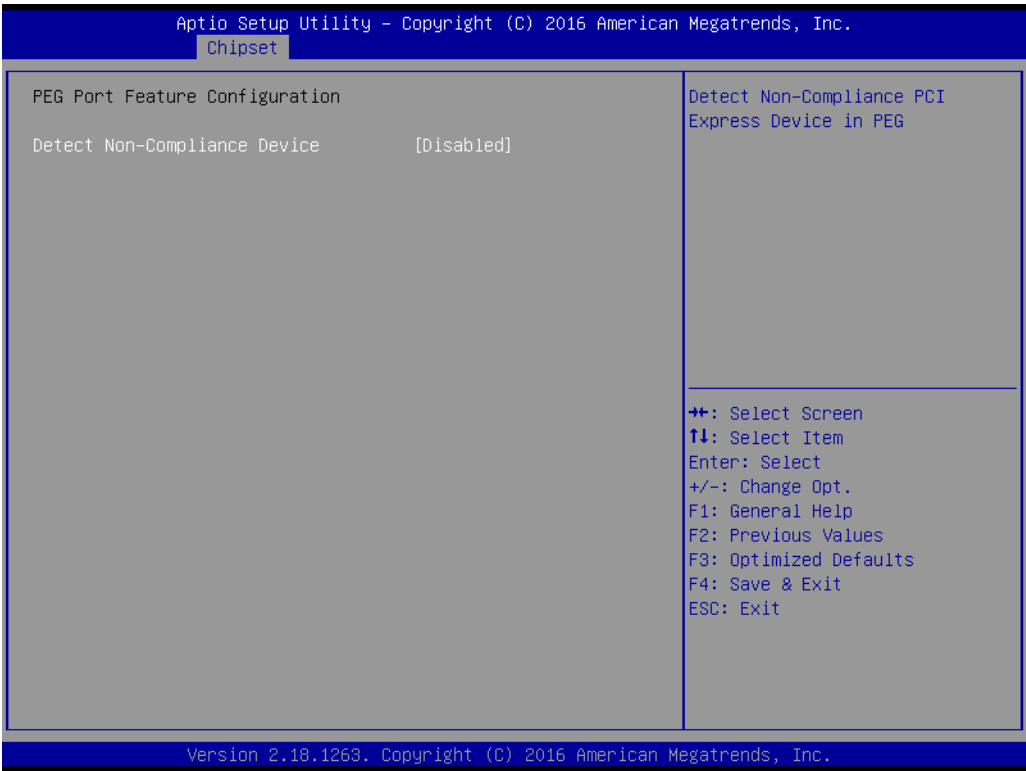 Aptio Setup Utility – Copyright (C) 2016 American Megatrends, Inc.
Chipset
PEG Port Feature Configuration
Detect Non-Compliance Device [Disabled]
Detect Non-Compliance PCI
Express Device in PEG
→←: Select Screen
↑↓: Select Item
Enter: Select
+/-: Change Opt.
F1: General Help
F2: Previous Values
F3: Optimized Defaults
F4: Save & Exit
ESC: Exit
Version 2.18.1263. Copyright (C) 2016 American Megatrends, Inc.